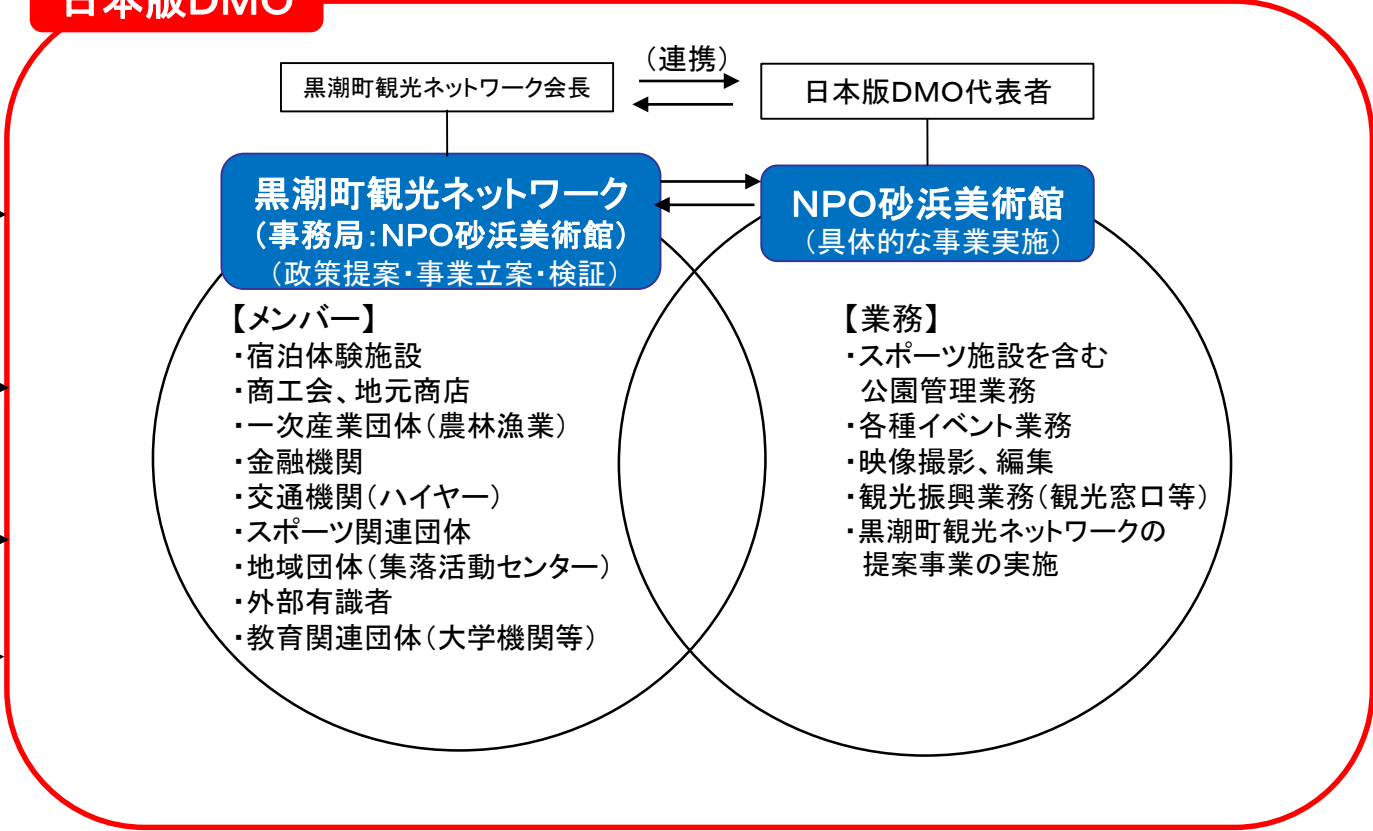 日本版DMO
（連携）
黒潮町観光ネットワーク会長
日本版DMO代表者
黒潮町観光ネットワーク
（事務局：NPO砂浜美術館）
（政策提案・事業立案・検証）
NPO砂浜美術館
（具体的な事業実施）
【メンバー】
・宿泊体験施設
・商工会、地元商店
・一次産業団体（農林漁業）
・金融機関
・交通機関（ハイヤー）
・スポーツ関連団体
・地域団体（集落活動センター）
・外部有識者
・教育関連団体（大学機関等）
【業務】
・スポーツ施設を含む
公園管理業務
・各種イベント業務
・映像撮影、編集
・観光振興業務（観光窓口等）
・黒潮町観光ネットワークの
提案事業の実施